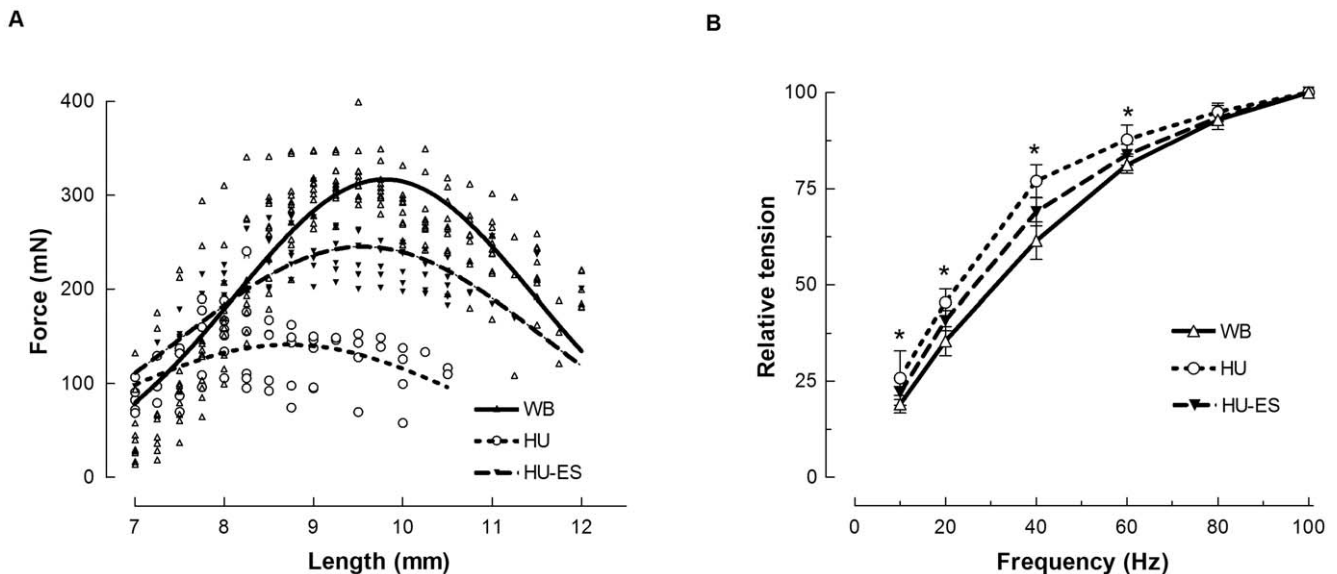 A
B
400
300
200
100
0
Force (mN)
7 8 9 10 11 12
Length (mm)
WB
HU
HU-ES
100
75
50
25
0
Relative tension
* * * *
0 20 40 60 80 100
Frequency (Hz)
WB
HU
HU-ES